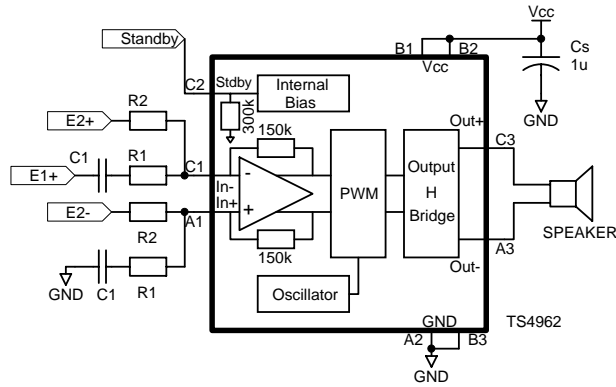 Vcc
Standby
B1
B2
Cs
1u
Vcc
C2
Stdby
Internal
Bias
300k
GND
R2
E2+
150k
Out+
C3
C1
R1
C1
E1+
In-
-
PWM
Output
H
Bridge
In+
+
E2-
A1
SPEAKER
R2
150k
A3
Out-
Oscillator
GND
C1
R1
GND
TS4962
A2
B3
GND